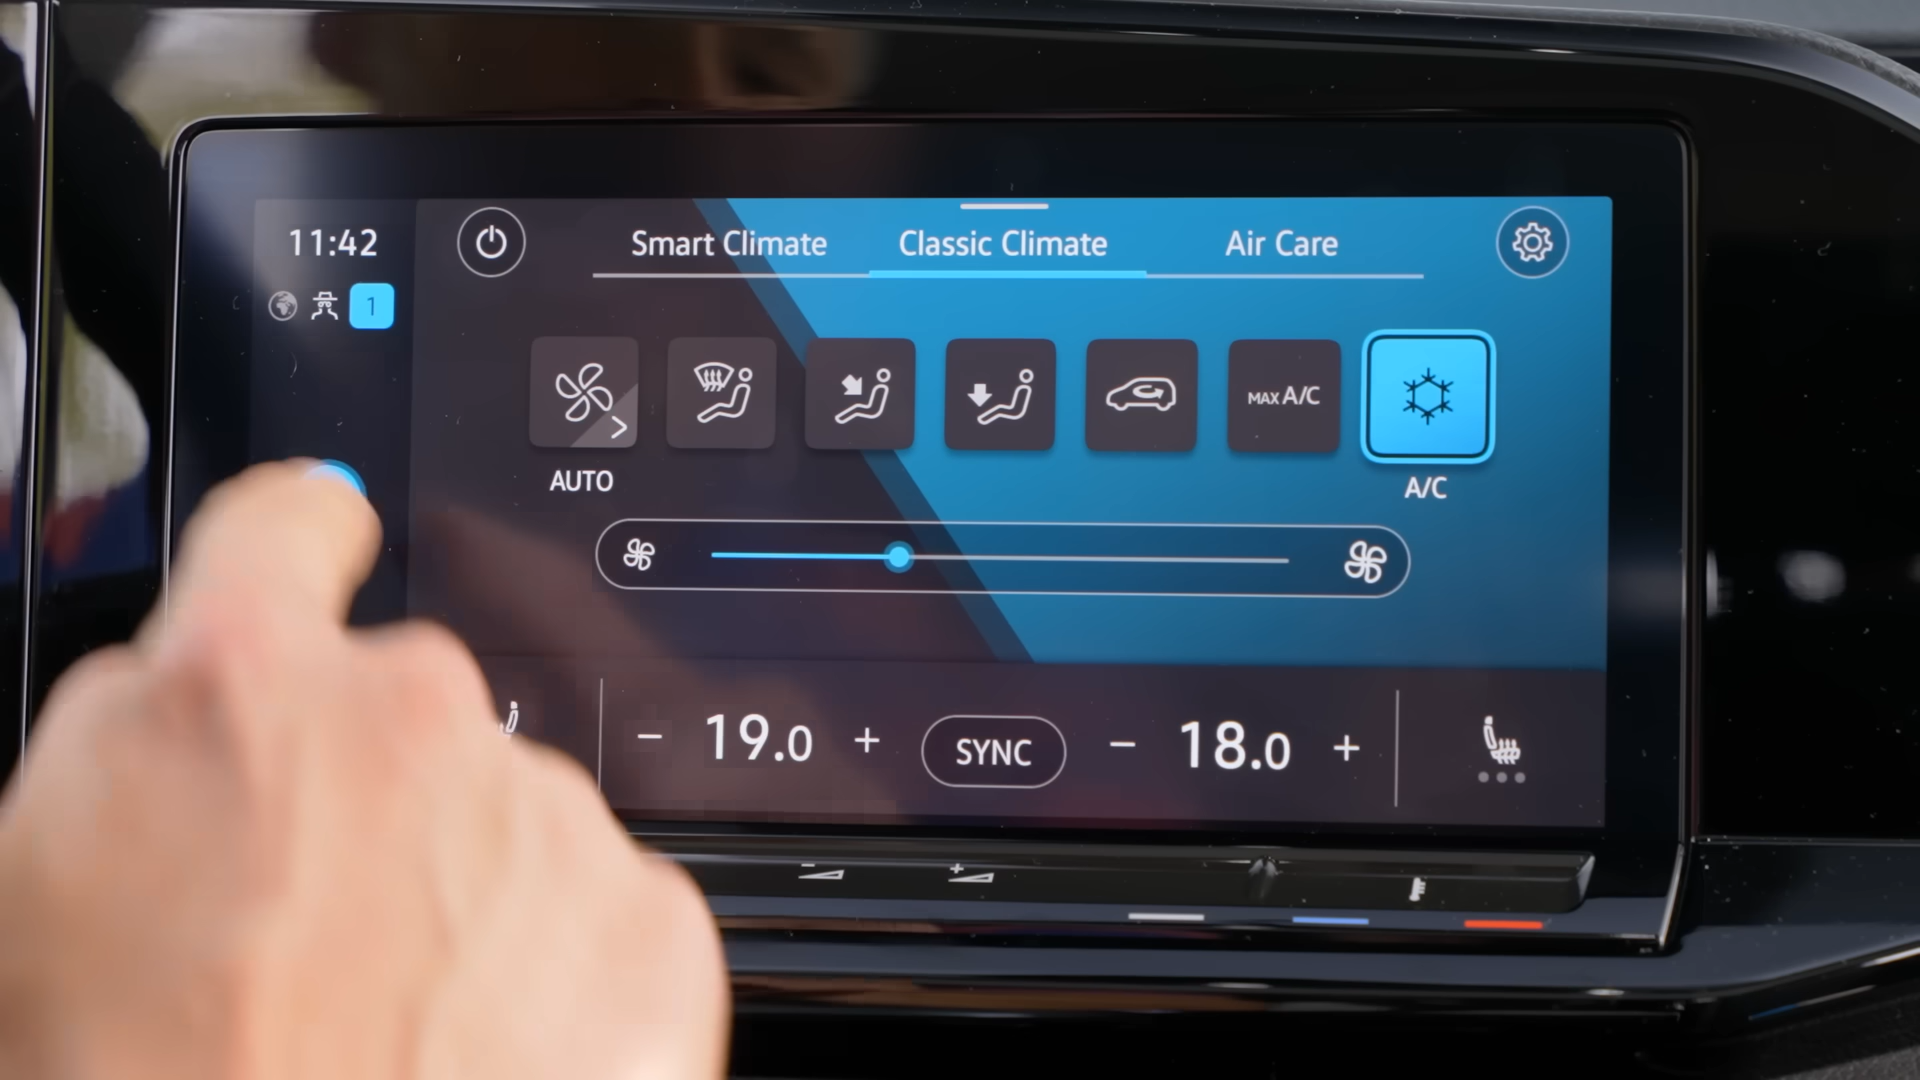 11:42
Smart Climate
Classic Climate
Air Care
1
MAX A/C
AUTO
A/C
− 19.0 +
SYNC
− 18.0 +
−
+